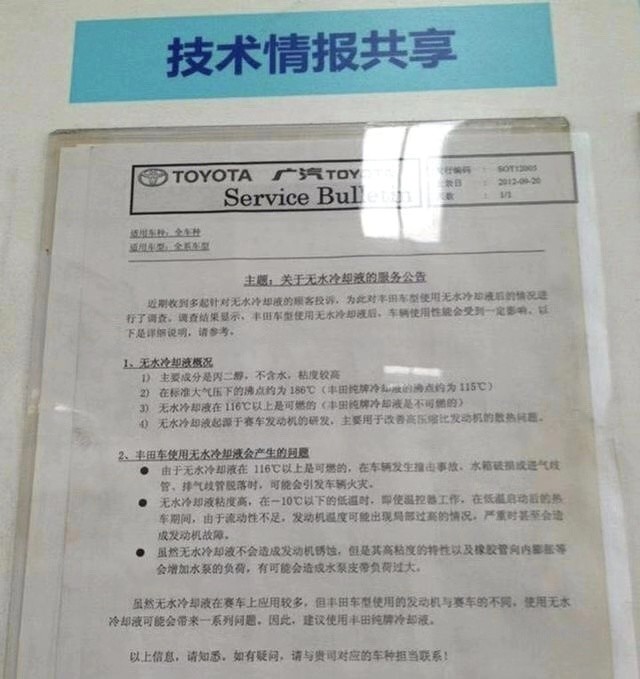 技术情报共享
TOYOTA 广汽TOYOTA
Service Bulletin
发行编码 : SOT12005
: 2012-09-20
页数 : 1/1
适用车种：全车种
适用车型：全系车型
主题：关于无水冷却液的服务公告
近期收到多起针对无水冷却液的顾客投诉，为此对丰田车型使用无水冷却液后的情况进
行了调查。调查结果显示，丰田车型使用无水冷却液后，车辆使用性能会受到一定影响。以
下是详细说明，请参考。
1、无水冷却液概况
1) 主要成分是丙二醇，不含水，粘度较高
2) 在标准大气压下的沸点约为186℃（丰田纯牌冷却液的沸点约为115℃）
3) 无水冷却液在116℃以上是可燃的（丰田纯牌冷却液是不可燃的）
4) 无水冷却液起源于赛车发动机的研发，主要用于改善高压缩比发动机的散热问题。
2、丰田车使用无水冷却液会产生的问题
● 由于无水冷却液在 116℃以上是可燃的，在车辆发生撞击事故，水箱破损或进气歧
管、排气歧管脱落时，可能会引发车辆火灾。
● 无水冷却液粘度高，在-10℃以下的低温时，即使温控器工作，在低温启动后的热
车期间，由于流动性不足，发动机温度可能出现局部过高的情况，严重时甚至会造
成发动机故障。
● 虽然无水冷却液不会造成发动机锈蚀，但是其高粘度的特性以及橡胶管向内膨胀等
会增加水泵的负荷，有可能会造成水泵皮带负荷过大。
虽然无水冷却液在赛车上应用较多，但丰田车型使用的发动机与赛车的不同，使用无水
冷却液可能会带来一系列问题。因此，建议使用丰田纯牌冷却液。
以上信息，请知悉。如有疑问，请与贵司对应的车种担当联系！